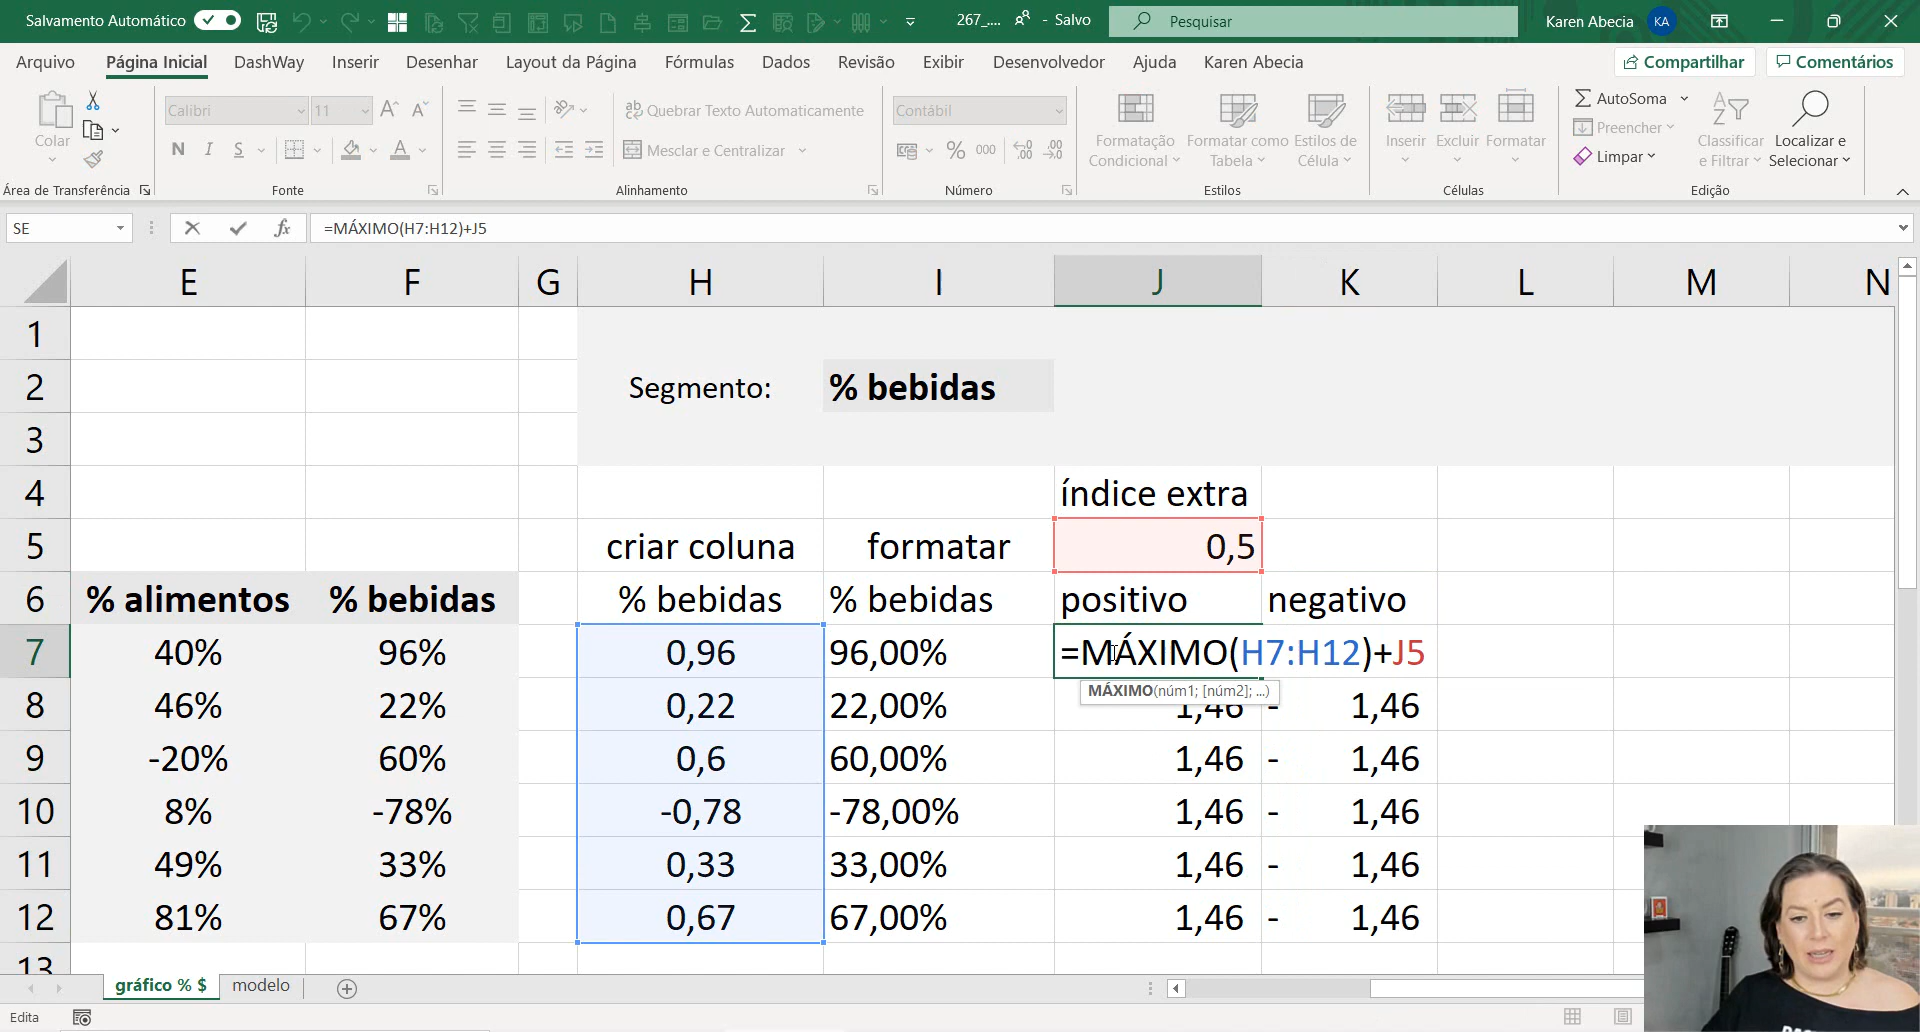 Salvamento Automático
267_.... - Salvo
Pesquisar
Karen Abecia KA
Arquivo Página Inicial DashWay Inserir Desenhar Layout da Página Fórmulas Dados Revisão Exibir Desenvolvedor Ajuda Karen Abecia
Compartilhar Comentários
Colar
Área de Transferência
Calibri 11
N I S
Fonte
Quebrar Texto Automaticamente
Mesclar e Centralizar
Alinhamento
Contábil
% 000
Número
Formatação Condicional
Formatar como Tabela
Estilos de Célula
Estilos
Inserir Excluir Formatar
Células
AutoSoma
Preencher
Limpar
Classificar e Filtrar
Localizar e Selecionar
Edição
SE fx =MÁXIMO(H7:H12)+J5
E F G H I J K L M N
1
2 Segmento: % bebidas
3
4 índice extra
5 criar coluna formatar 0,5
6 % alimentos % bebidas % bebidas % bebidas positivo negativo
7 40% 96% 0,96 96,00% =MÁXIMO(H7:H12)+J5
MÁXIMO(núm1; [núm2]; ...)
8 46% 22% 0,22 22,00% 1,46 - 1,46
9 -20% 60% 0,6 60,00% 1,46 - 1,46
10 8% -78% -0,78 -78,00% 1,46 - 1,46
11 49% 33% 0,33 33,00% 1,46 - 1,46
12 81% 67% 0,67 67,00% 1,46 - 1,46
13
gráfico % $ modelo
Edita